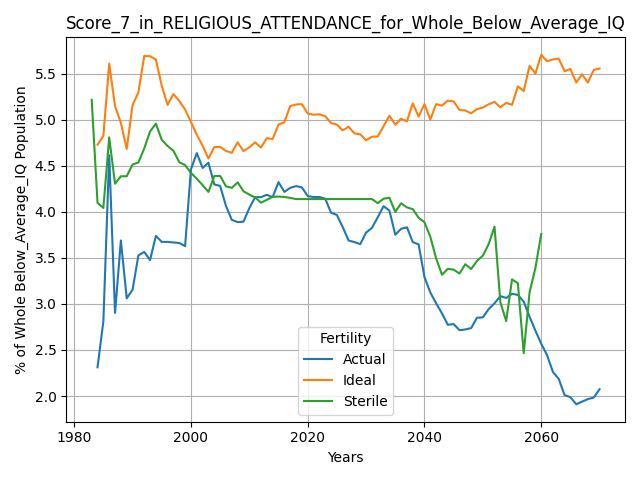 Score_7_in_RELIGIOUS_ATTENDANCE_for_Whole_Below_Average_IQ
% of Whole Below_Average_IQ Population
5.5
5.0
4.5
4.0
3.5
3.0
2.5
2.0
Fertility
Actual
Ideal
Sterile
1980 2000 2020 2040 2060
Years